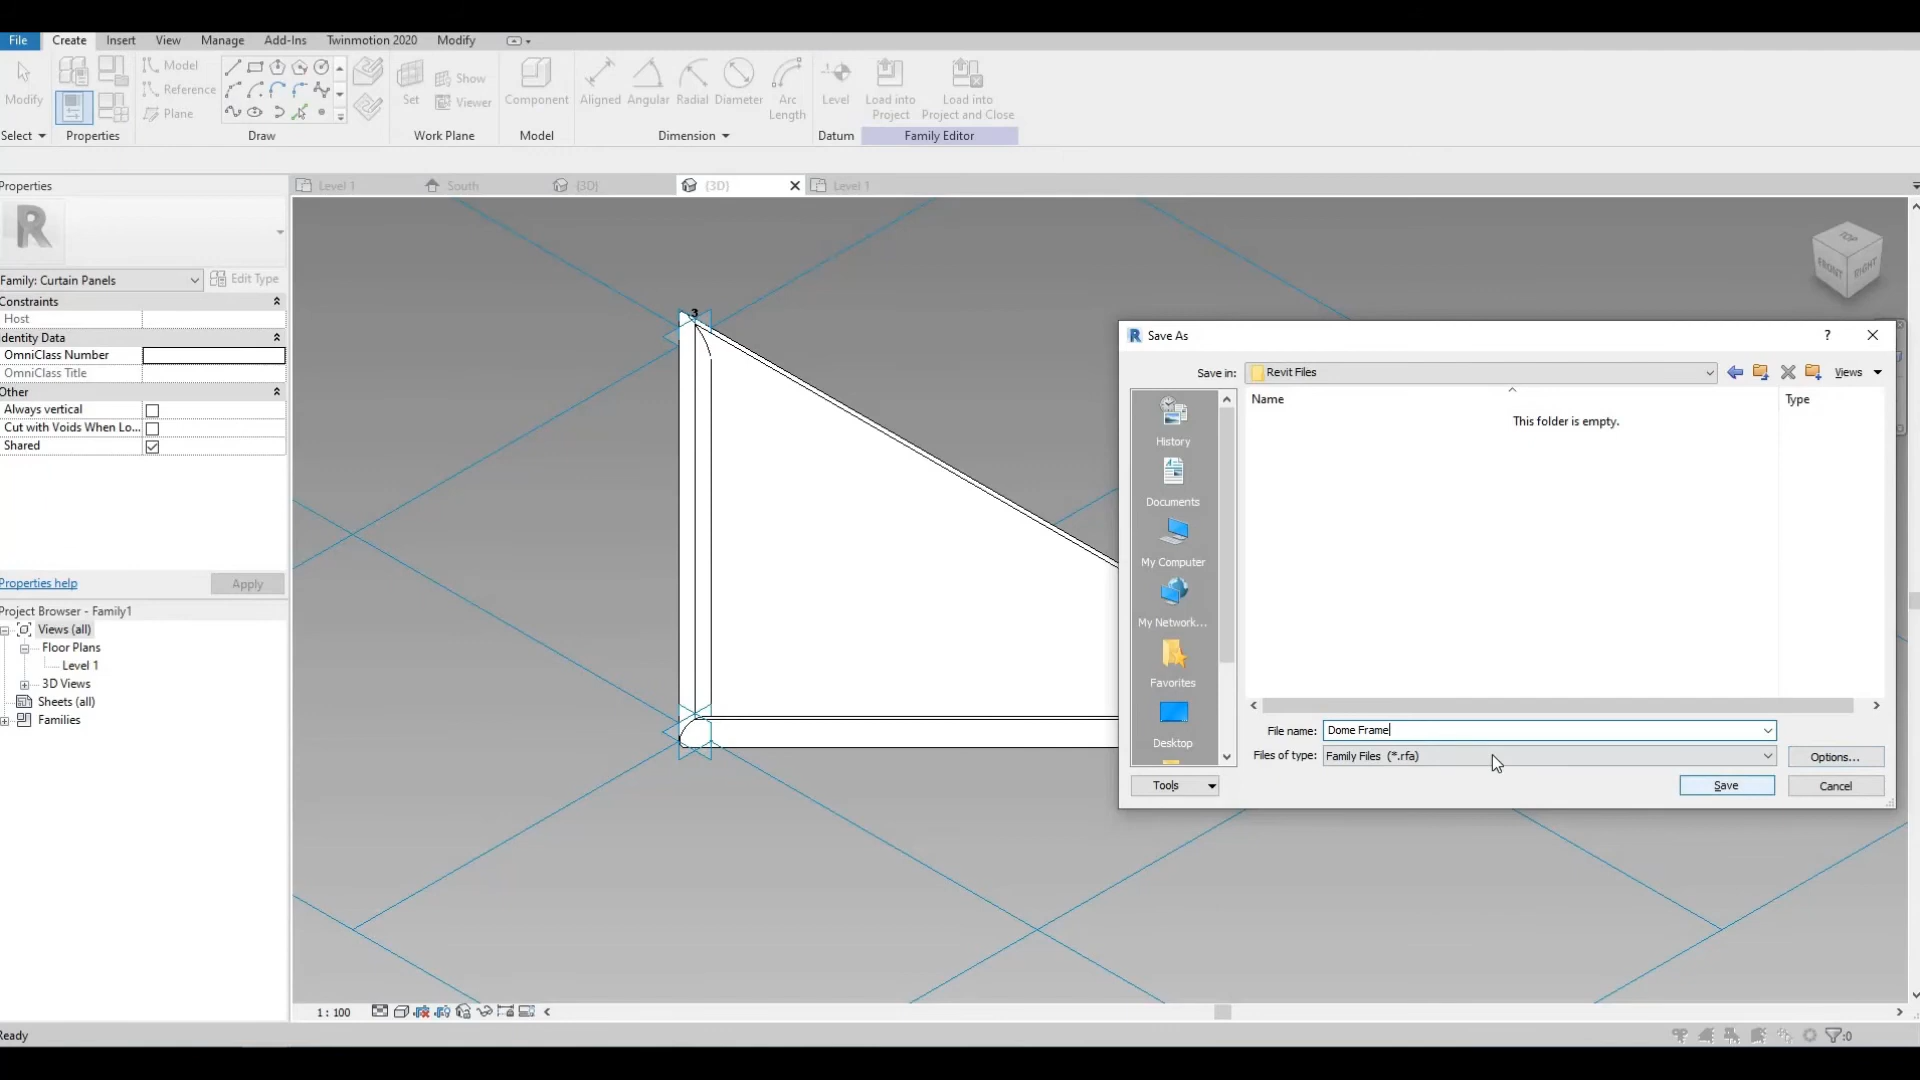 File Create Insert View Manage Add-Ins Twinmotion 2020 Modify
Modify
Select
Properties
Model
Reference
Plane
Draw
Set
Show
Viewer
Work Plane
Component
Model
Aligned Angular Radial Diameter Arc Length
Dimension
Level
Datum
Load into Project
Load into Project and Close
Family Editor
Properties
Level 1
South
{3D}
{3D}
Level 1
R
Family: Curtain Panels
Edit Type
Constraints
Host
Identity Data
OmniClass Number
OmniClass Title
Other
Always vertical
Cut with Voids When Lo...
Shared
Properties help
Apply
Project Browser - Family1
Views (all)
Floor Plans
Level 1
3D Views
Sheets (all)
Families
3
TOP
FRONT
RIGHT
R Save As
?
Save in: Revit Files
Views
Name
Type
This folder is empty.
History
Documents
My Computer
My Network...
Favorites
Desktop
File name: Dome Frame
Files of type: Family Files (*.rfa)
Options...
Tools
Save
Cancel
1 : 100
Ready
:0